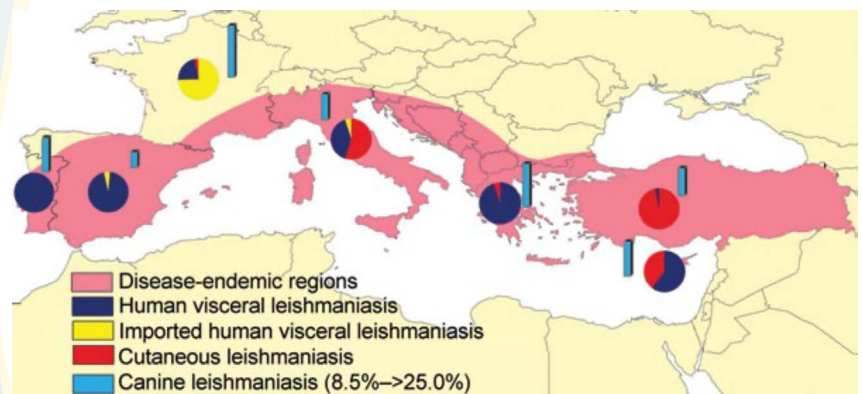 Disease-endemic regions
Human visceral leishmaniasis
Imported human visceral leishmaniasis
Cutaneous leishmaniasis
Canine leishmaniasis (8.5%–>25.0%)